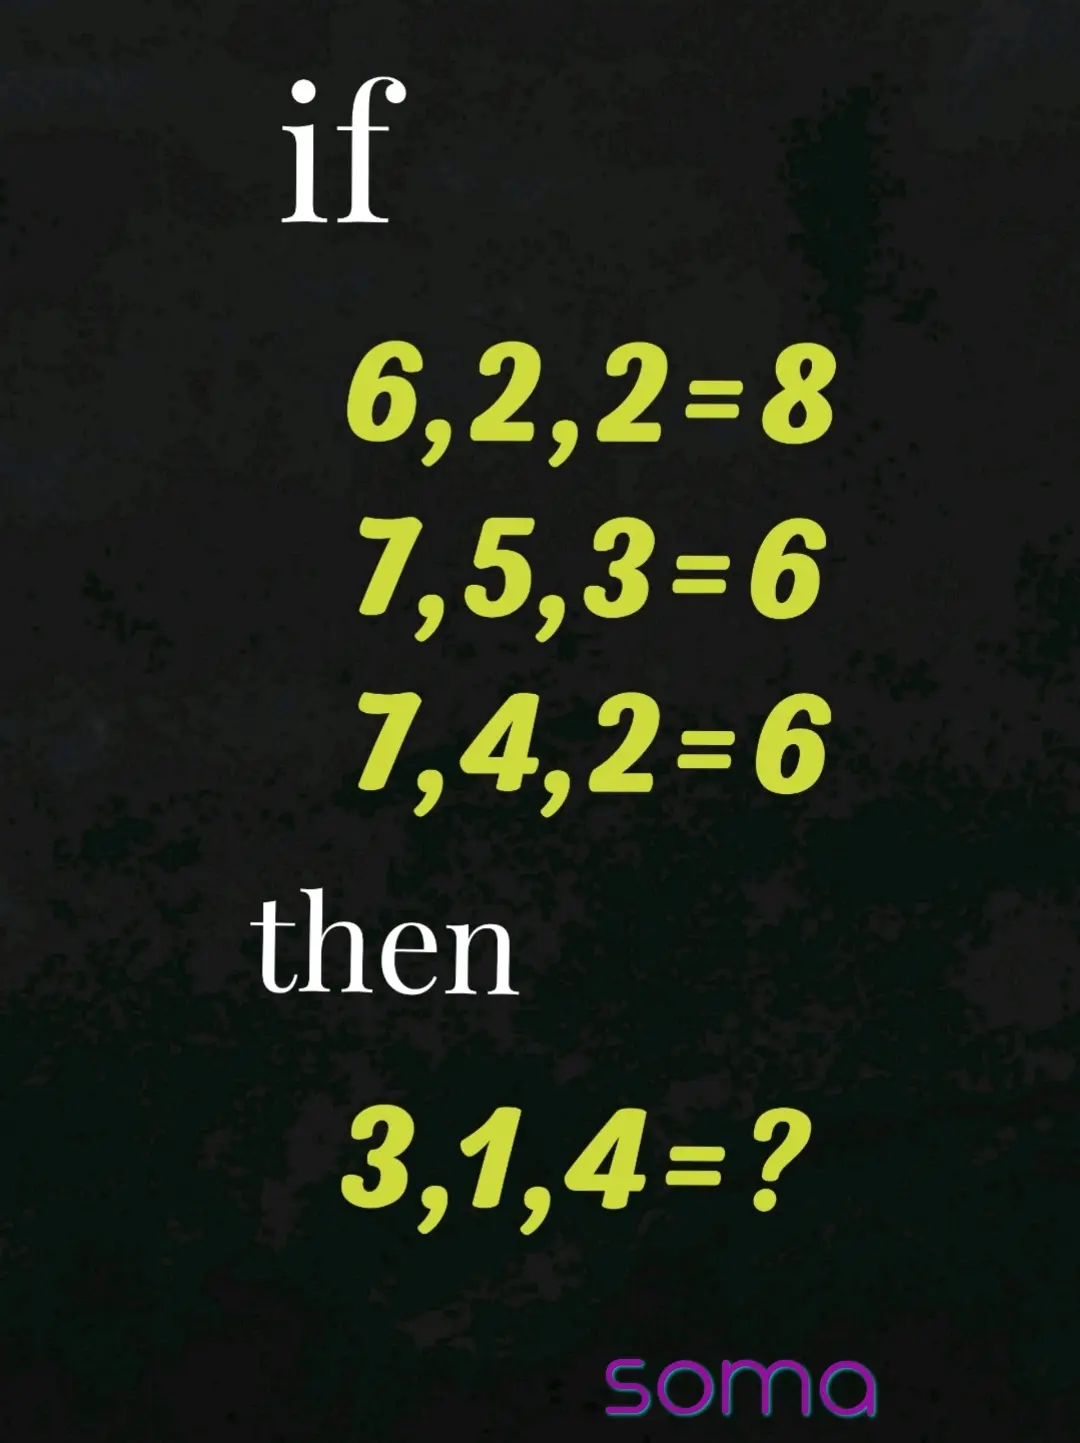 if
6,2,2=8
7,5,3=6
7,4,2=6
then
3,1,4=?
soma